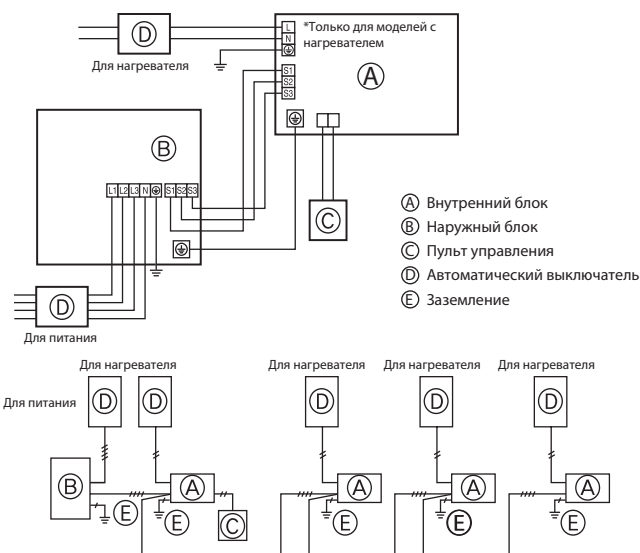 D
L
N
*Только для моделей с
нагревателем
Для нагревателя
S1
S2
S3
A
B
L1 L2 L3 N S1 S2 S3
C
A Внутренний блок
B Наружный блок
C Пульт управления
D Автоматический выключатель
E Заземление
D
Для питания
Для нагревателя Для нагревателя Для нагревателя Для нагревателя
Для питания
D D D D D
B A A A A
E E C E E E